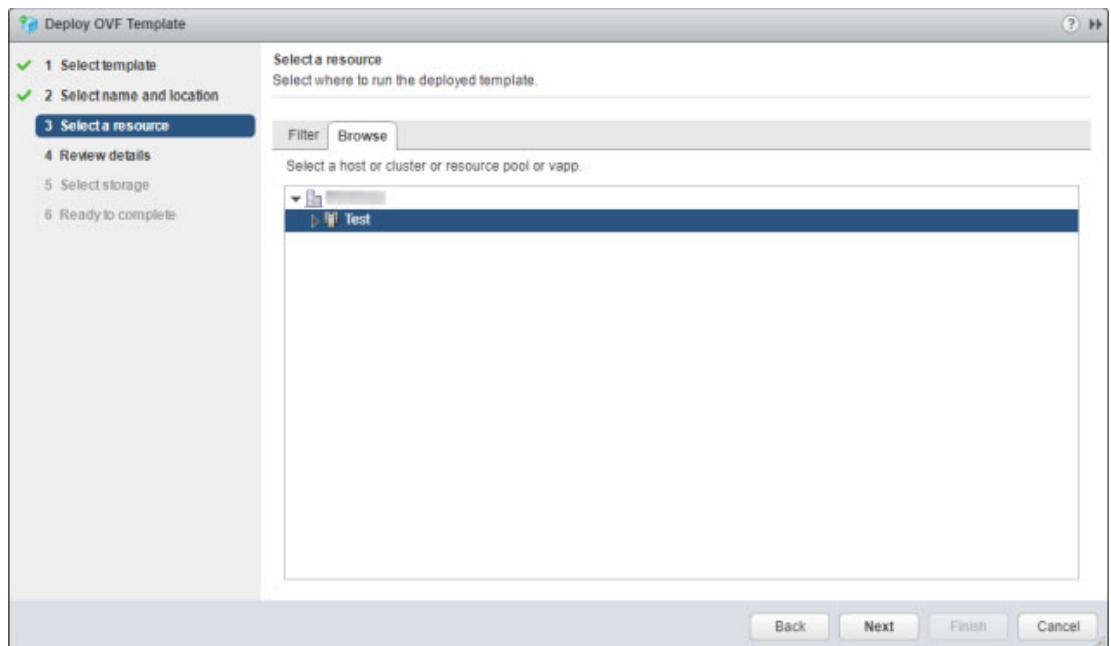 Deploy OVF Template
?
1 Select template
2 Select name and location
3 Select a resource
4 Review details
5 Select storage
6 Ready to complete
Select a resource
Select where to run the deployed template.
Filter Browse
Select a host or cluster or resource pool or vapp.
Test
Back Next Finish Cancel